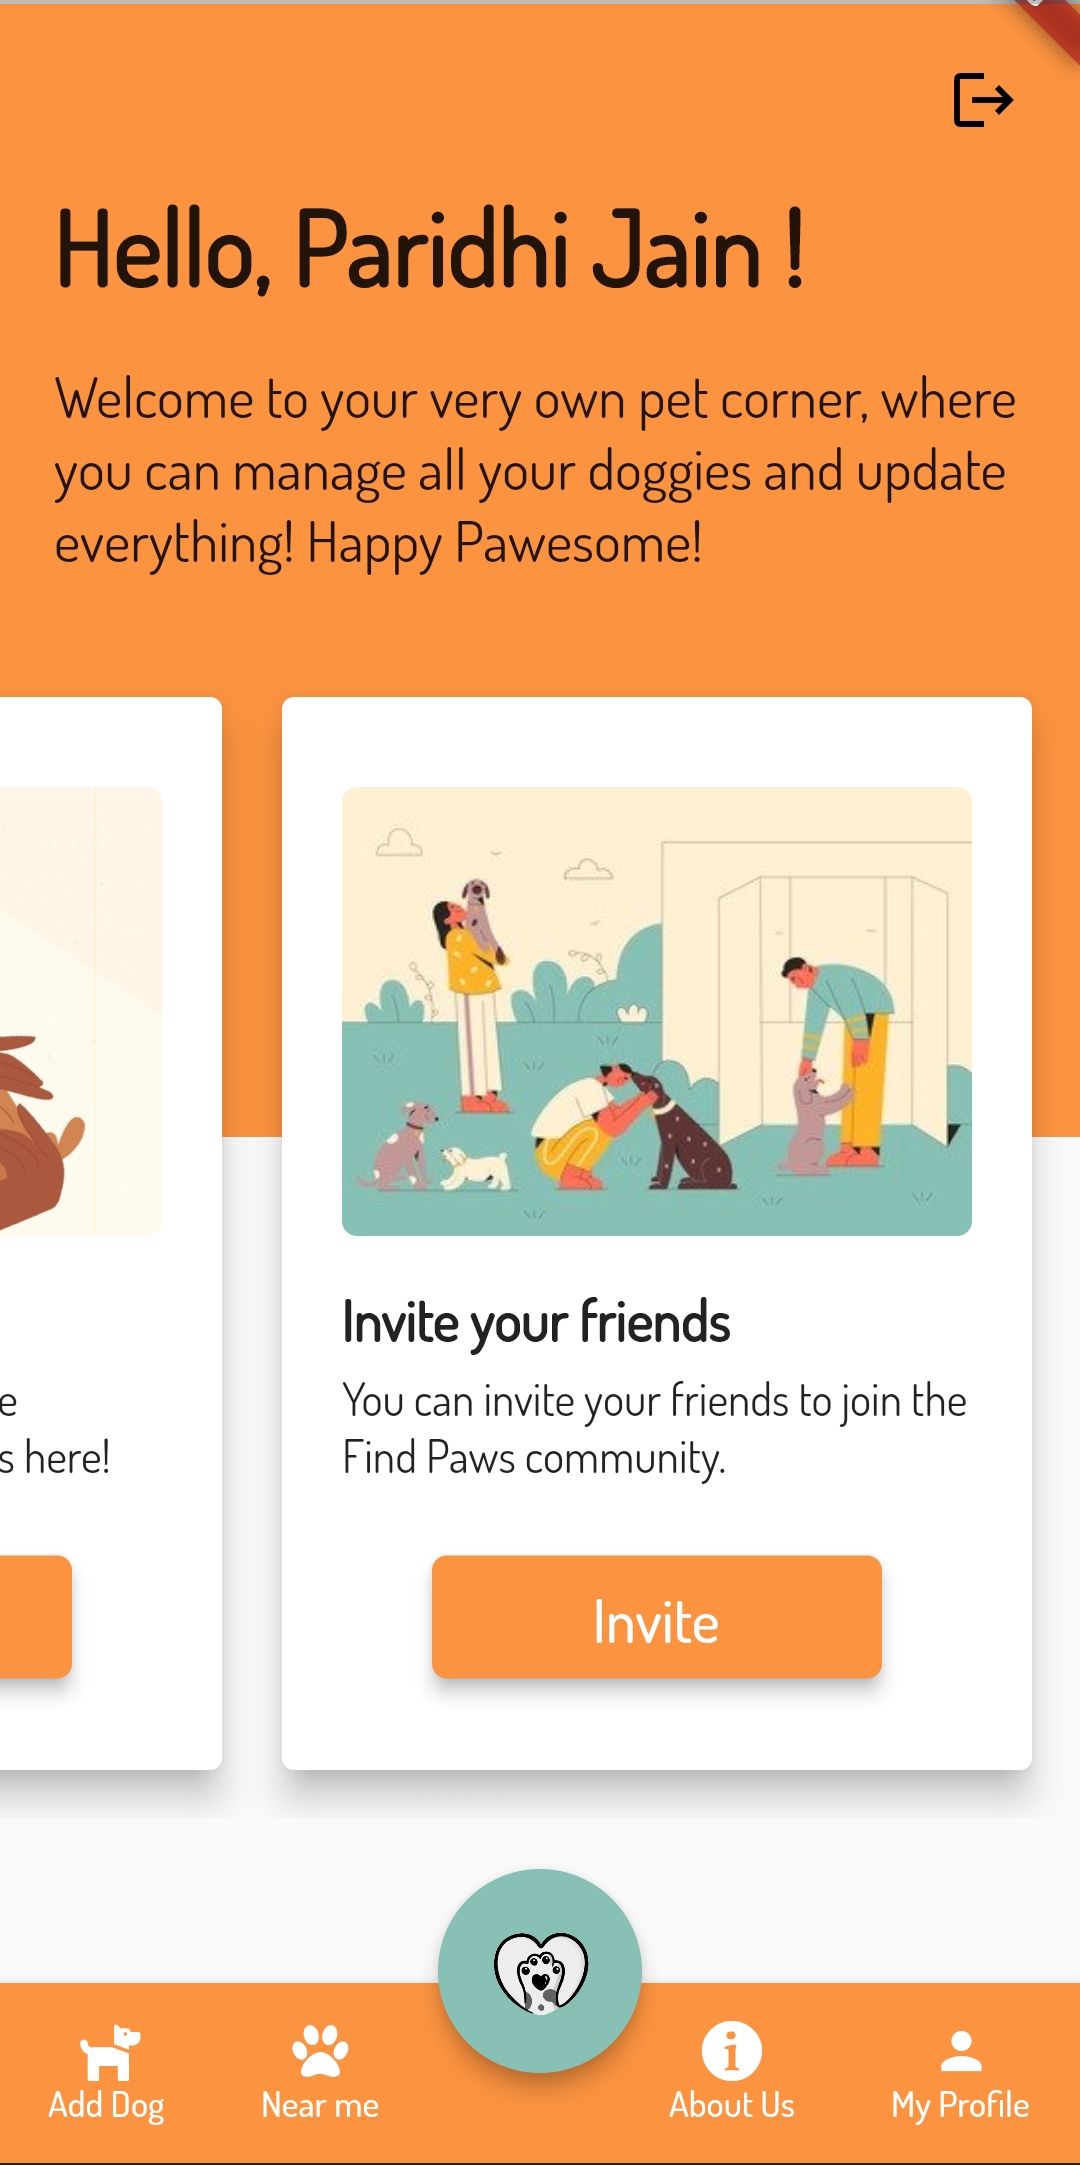 Hello, Paridhi Jain !
Welcome to your very own pet corner, where
you can manage all your doggies and update
everything! Happy Pawesome!
e
s here!
Invite your friends
You can invite your friends to join the
Find Paws community.
Invite
Add Dog
Near me
About Us
My Profile